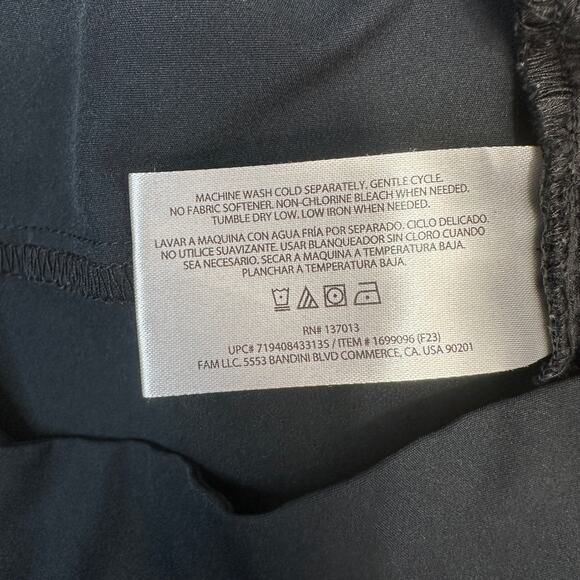 MACHINE WASH COLD SEPARATELY. GENTLE CYCLE.
NO FABRIC SOFTENER. NON-CHLORINE BLEACH WHEN NEEDED.
TUMBLE DRY LOW. LOW IRON WHEN NEEDED.
LAVAR A MAQUINA CON AGUA FRÍA POR SEPARADO. CICLO DELICADO.
NO UTILICE SUAVIZANTE. USAR BLANQUEADOR SIN CLORO CUANDO
SEA NECESARIO. SECAR A MAQUINA A TEMPERATURA BAJA.
PLANCHAR A TEMPERATURA BAJA.
RN# 137013
UPC# 719408433135 / ITEM # 1699096 (F23)
FAM LLC. 5553 BANDINI BLVD COMMERCE, CA. USA 90201